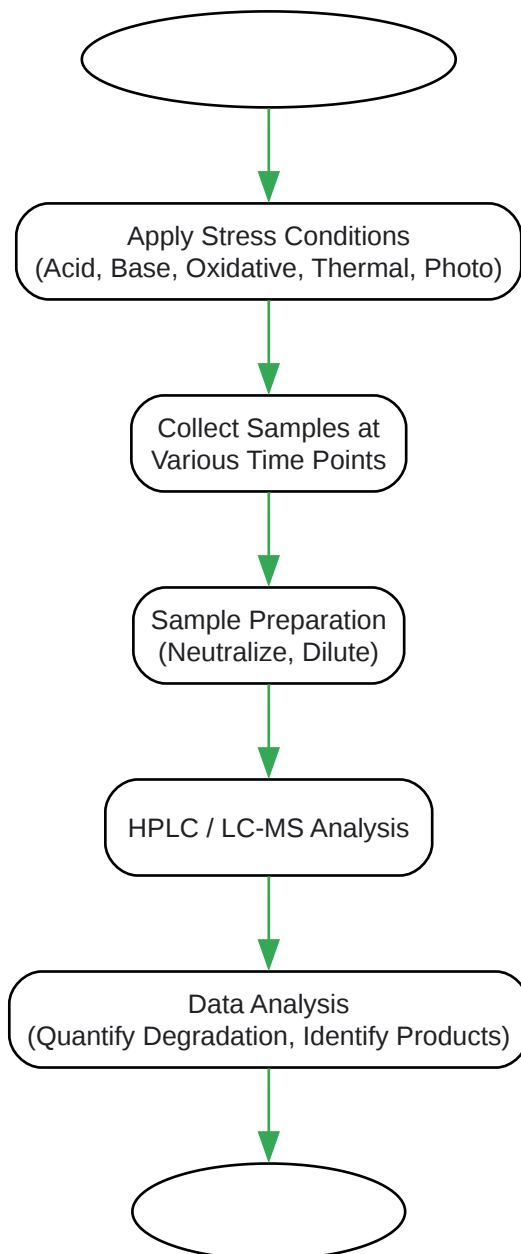 Apply Stress Conditions
(Acid, Base, Oxidative, Thermal, Photo)
Collect Samples at
Various Time Points
Sample Preparation
(Neutralize, Dilute)
HPLC / LC-MS Analysis
Data Analysis
(Quantify Degradation, Identify Products)